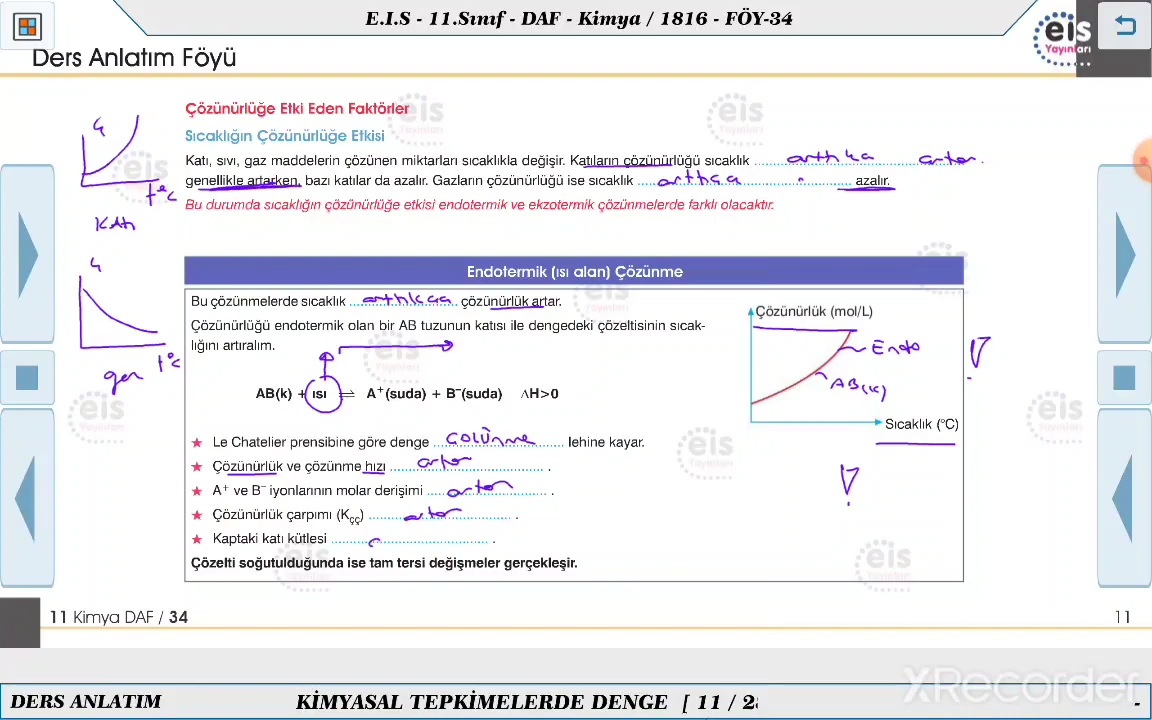 E.I.S - 11.Sınıf - DAF - Kimya / 1816 - FÖY-34
eis
Yayınları
Ders Anlatım Föyü
Çözünürlüğe Etki Eden Faktörler
Sıcaklığın Çözünürlüğe Etkisi
Katı, sıvı, gaz maddelerin çözünen miktarları sıcaklıkla değişir. Katıların çözünürlüğü sıcaklık arttıkça artar.
genellikle artarken, bazı katılar da azalır. Gazların çözünürlüğü ise sıcaklık arttıkça azalır.
Bu durumda sıcaklığın çözünürlüğe etkisi endotermik ve ekzotermik çözünmelerde farklı olacaktır.
Ç
t°C
KAtı
Ç
t°C
gaz
Endotermik (ısı alan) Çözünme
Bu çözünmelerde sıcaklık arttıkça çözünürlük artar.
Çözünürlüğü endotermik olan bir AB tuzunun katısı ile dengedeki çözeltisinin sıcak-
lığını artıralım.
AB(k) + ısı ⇌ A⁺(suda) + B⁻(suda) ΔH>0
★ Le Chatelier prensibine göre denge çözünme lehine kayar.
★ Çözünürlük ve çözünme hızı artar .
★ A⁺ ve B⁻ iyonlarının molar derişimi artar .
★ Çözünürlük çarpımı (Kçç) artar .
★ Kaptaki katı kütlesi .
Çözelti soğutulduğunda ise tam tersi değişmeler gerçekleşir.
Çözünürlük (mol/L)
Endo
AB(k)
Sıcaklık (°C)
!
!
11 Kimya DAF / 34
11
XRecorder
DERS ANLATIM
KİMYASAL TEPKİMELERDE DENGE [ 11 / 28
-